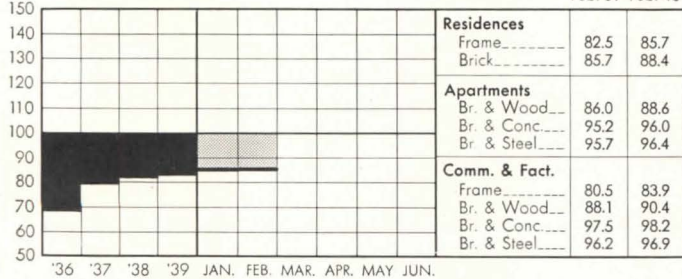 150
140
130
120
110
100
90
80
70
60
50
'36 '37 '38 '39 JAN. FEB. MAR. APR. MAY JUN.
Residences
Frame 82.5 85.7
Brick 85.7 88.4
Apartments
Br. & Wood 86.0 88.6
Br. & Conc. 95.2 96.0
Br. & Steel 95.7 96.4
Comm. & Fact.
Frame 80.5 83.9
Br. & Wood 88.1 90.4
Br. & Conc. 97.5 98.2
Br. & Steel 96.2 96.9